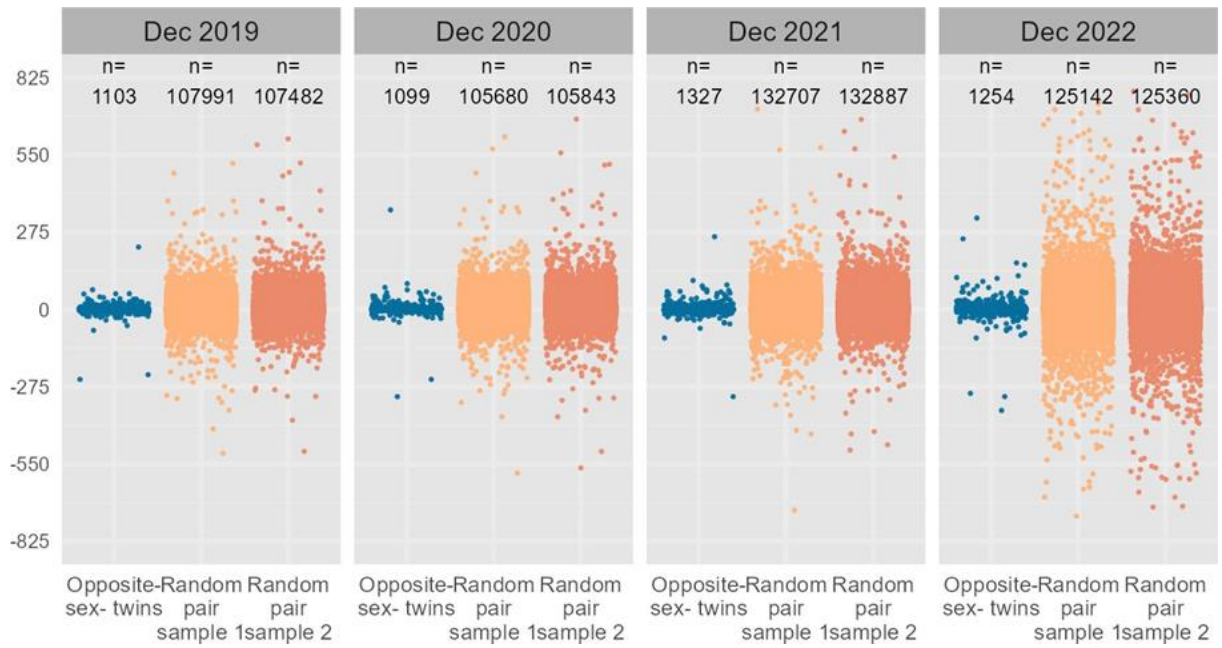 Dec 2019 Dec 2020 Dec 2021 Dec 2022
n= n= n= n= n= n= n= n= n= n= n= n=
1103 107991 107482 1099 105680 105843 1327 132707 132887 1254 125142 125360
825
550
275
0
-275
-550
-825
Opposite-Random Random Opposite-Random Random Opposite-Random Random Opposite-Random Random
sex- twins pair pair sex- twins pair pair sex- twins pair pair sex- twins pair pair
sample 1sample 2 sample 1sample 2 sample 1sample 2 sample 1sample 2